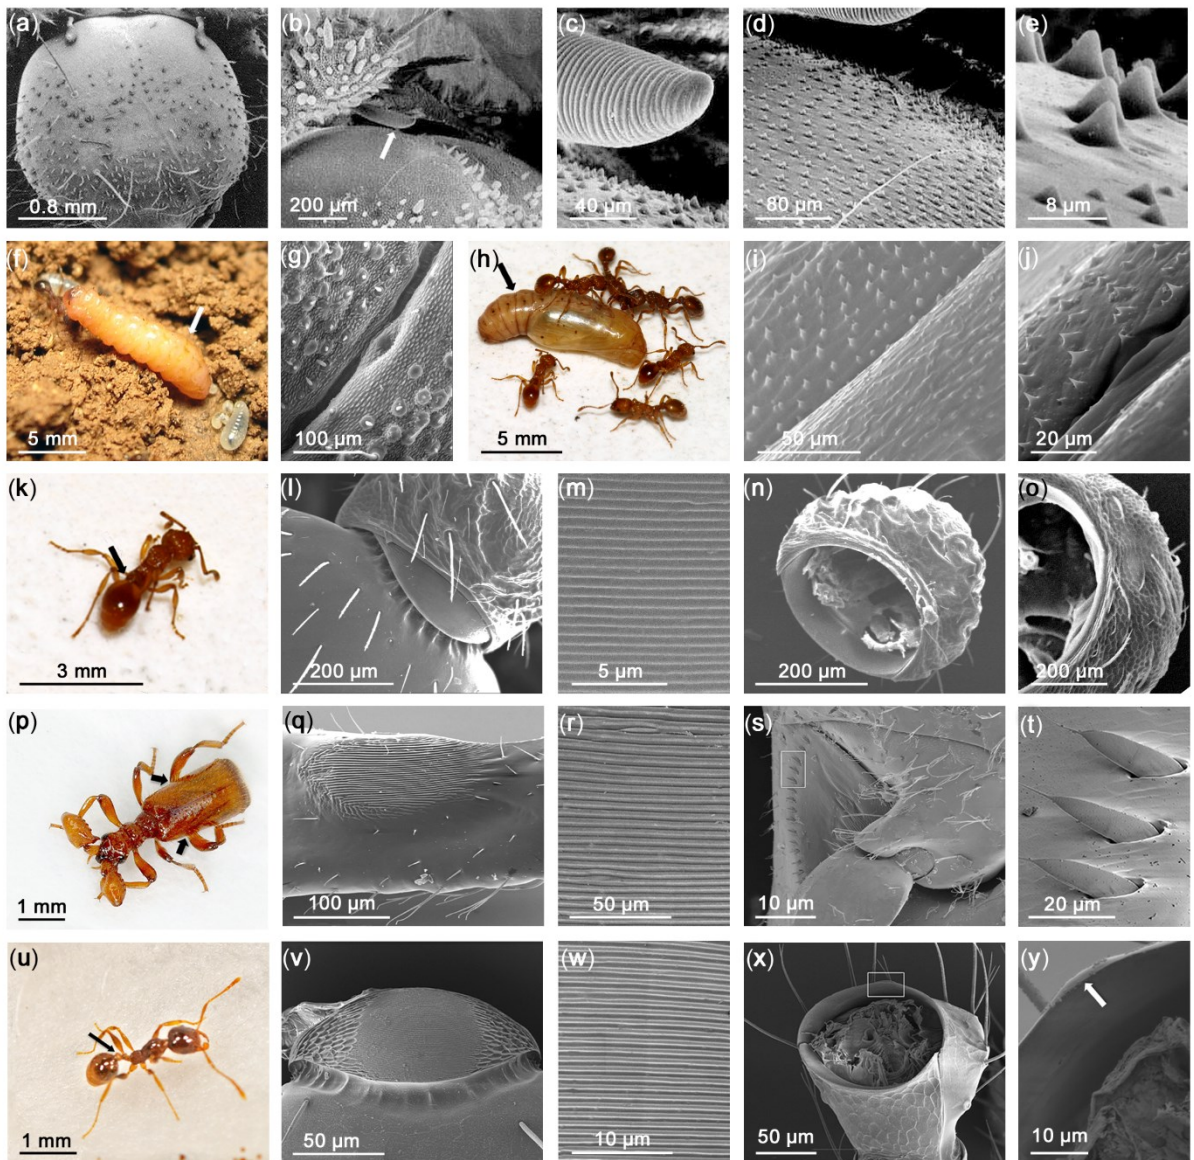 (a) (b) (c) (d) (e)
0.8 mm 200 µm 40 µm 80 µm 8 µm
(f) (g) (h) (i) (j)
5 mm 100 µm 5 mm 50 µm 20 µm
(k) (l) (m) (n) (o)
3 mm 200 µm 5 µm 200 µm 200 µm
(p) (q) (r) (s) (t)
1 mm 100 µm 50 µm 10 µm 20 µm
(u) (v) (w) (x) (y)
1 mm 50 µm 10 µm 50 µm 10 µm